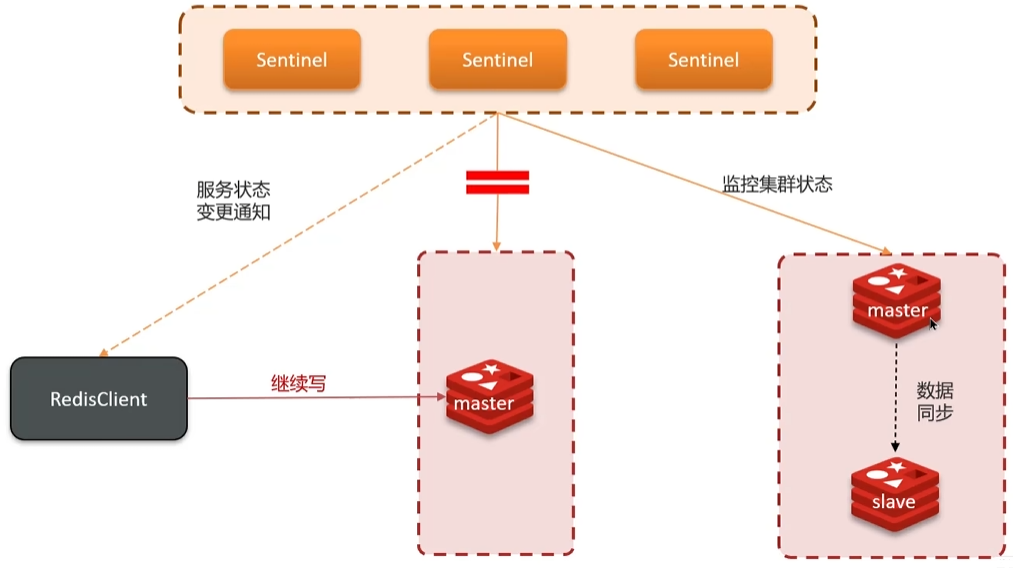 Sentinel
Sentinel
Sentinel
服务状态
变更通知
监控集群状态
master
RedisClient
继续写
master
数据
同步
slave